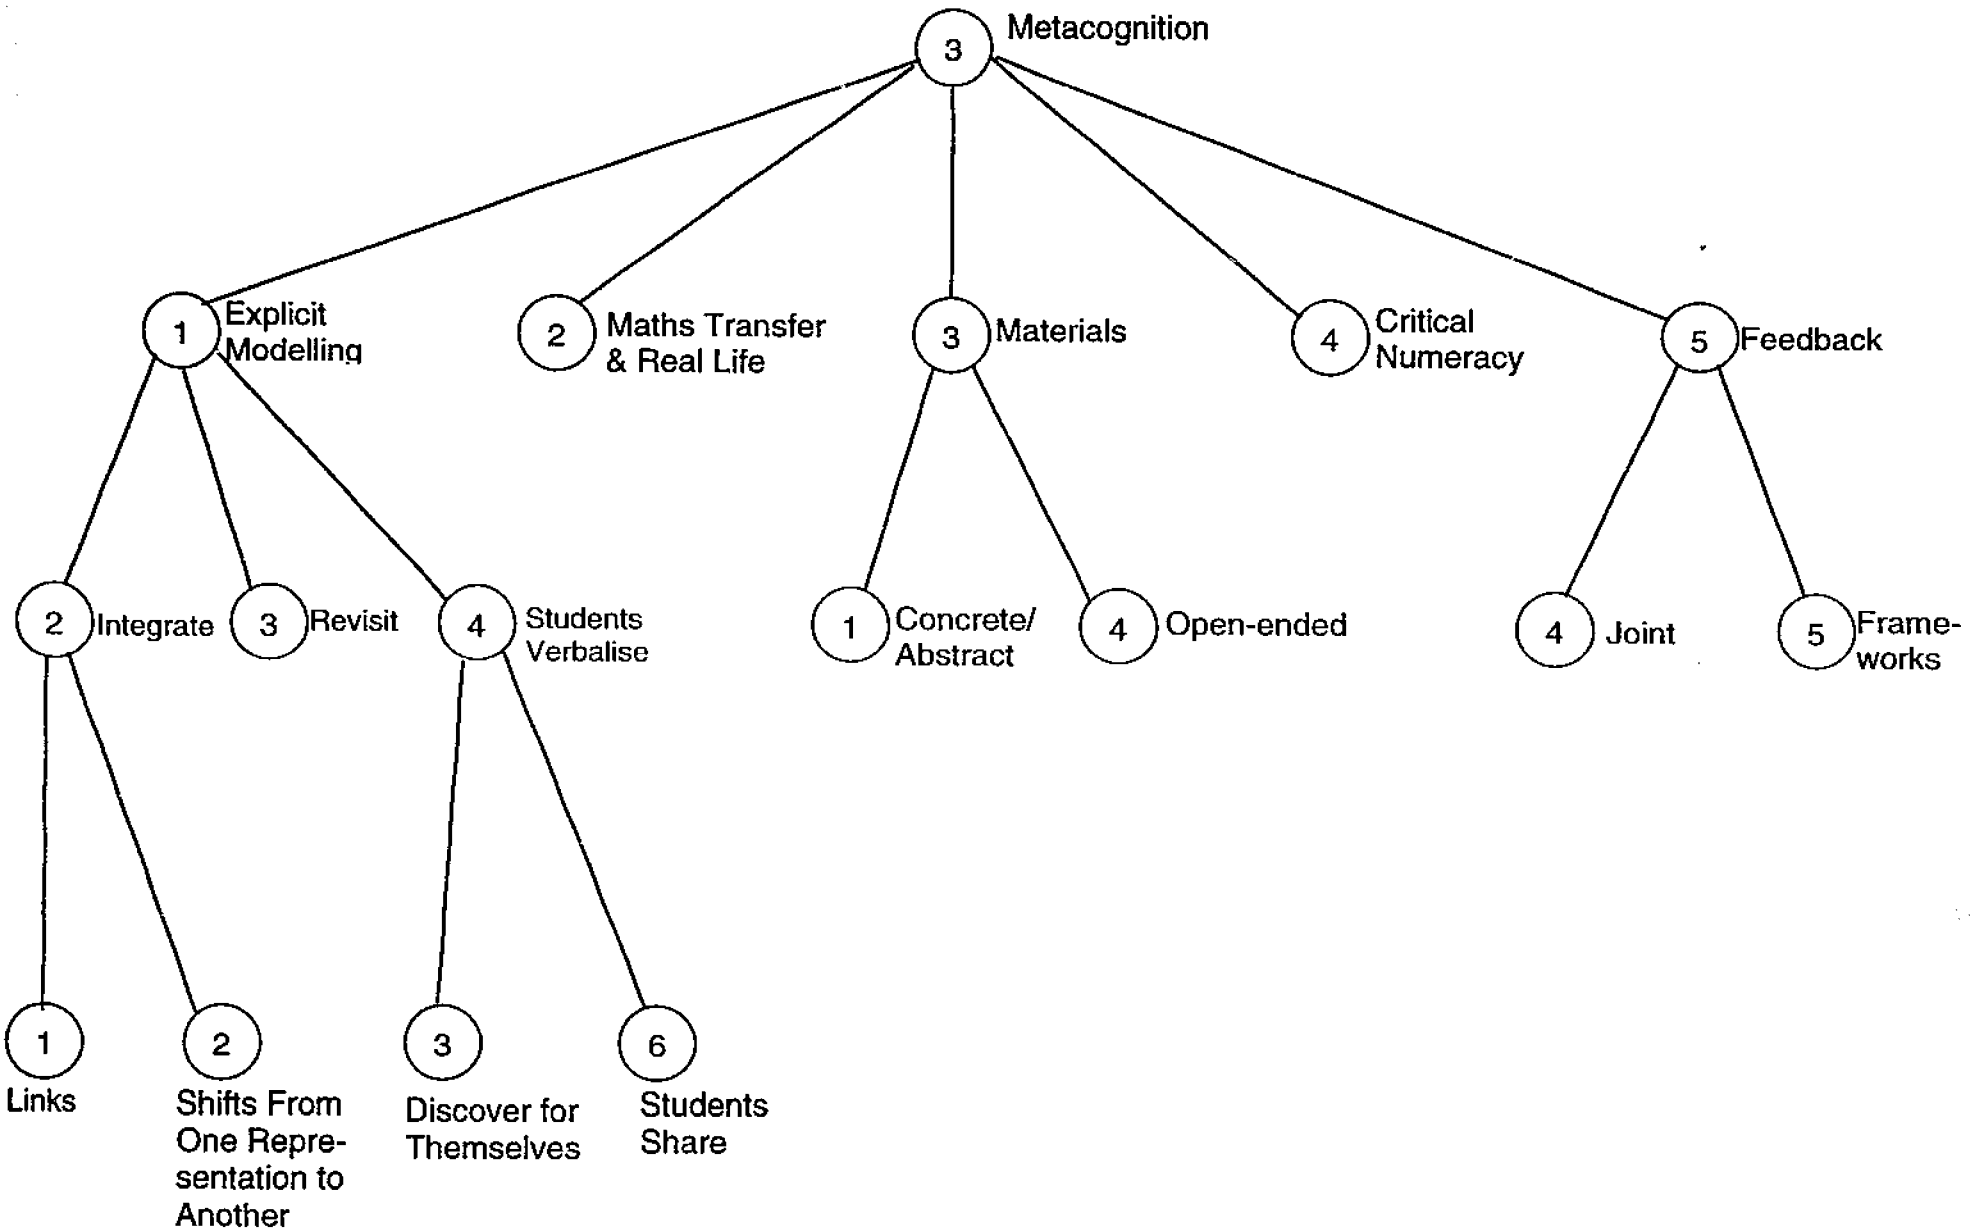 3 Metacognition
1 Explicit
Modelling
2 Maths Transfer
& Real Life
3 Materials
4 Critical
Numeracy
5 Feedback
2 Integrate
3 Revisit
4 Students
Verbalise
1 Concrete/
Abstract
4 Open-ended
4 Joint
5 Frame-
works
1
Links
2
Shifts From
One Repre-
sentation to
Another
3
Discover for
Themselves
6
Students
Share